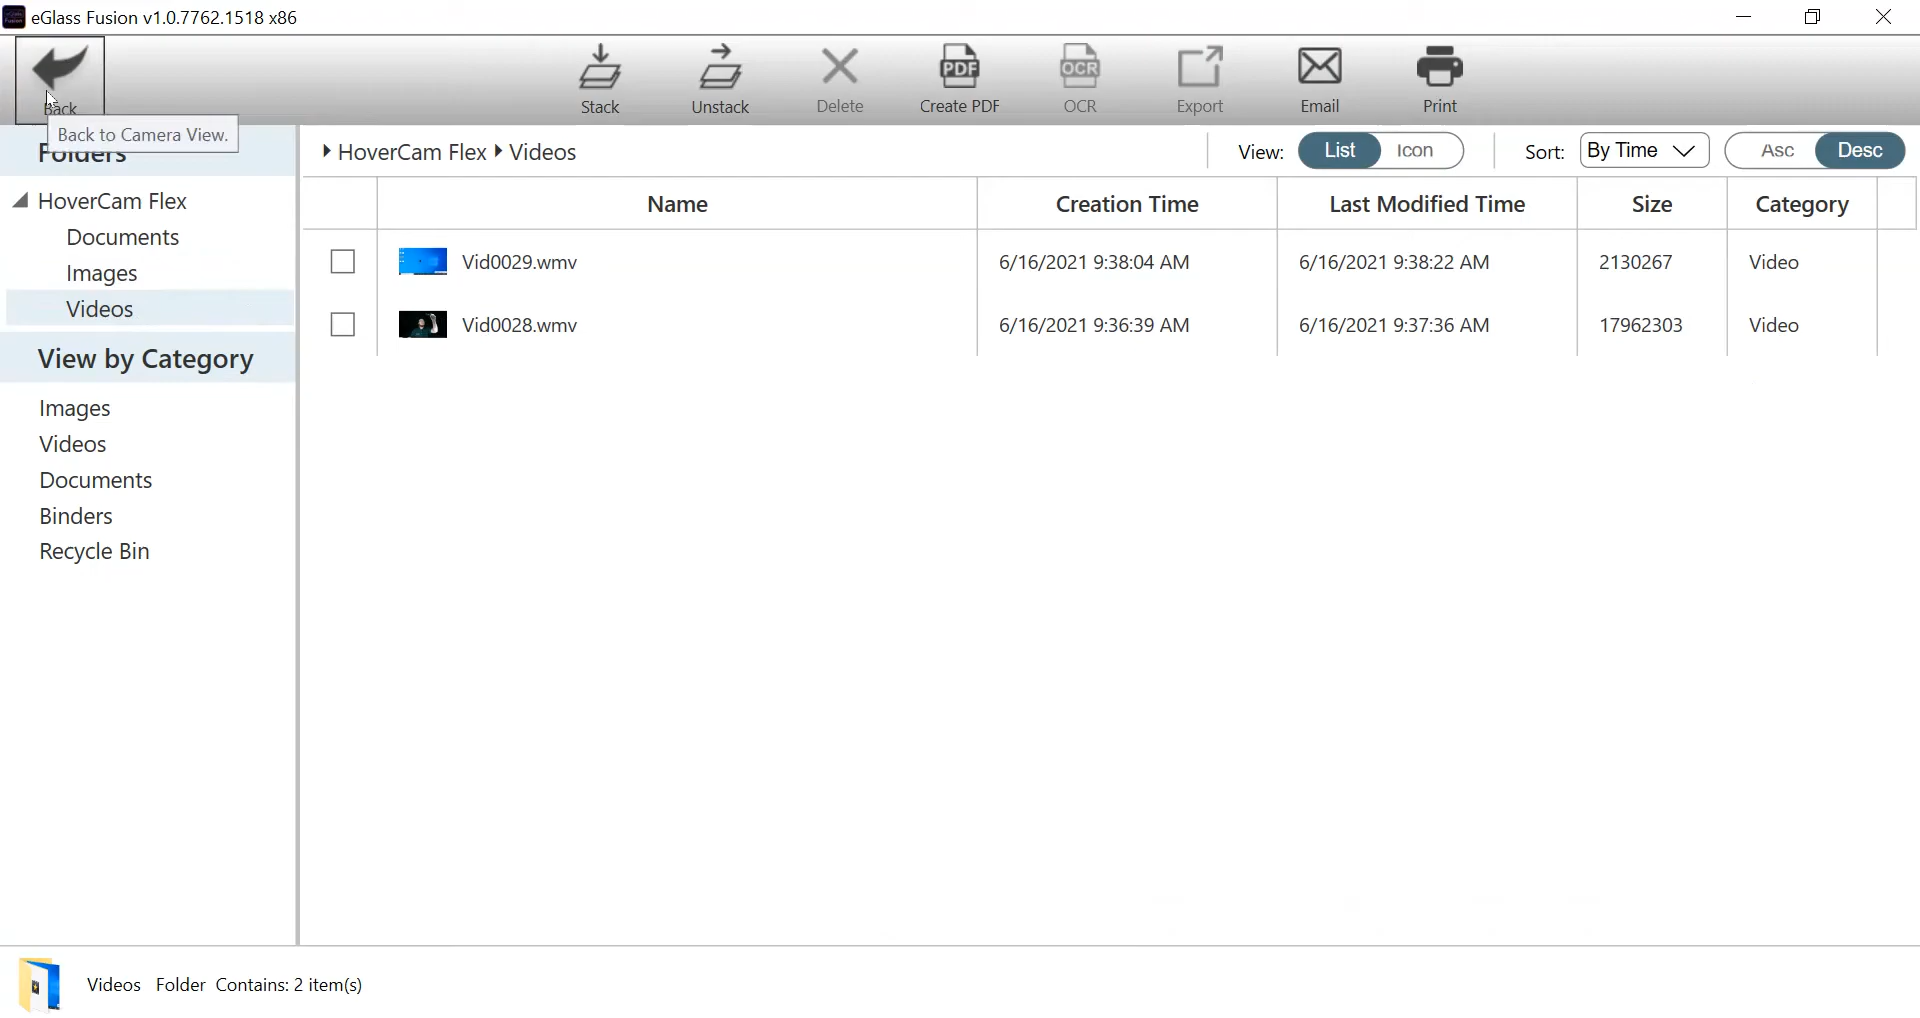 eGlass Fusion v1.0.7762.1518 x86
Back
Stack
Unstack
Delete
Create PDF
OCR
Export
Email
Print
Back to Camera View.
Folders
HoverCam Flex
Documents
Images
Videos
View by Category
Images
Videos
Documents
Binders
Recycle Bin
HoverCam Flex Videos
View: List Icon
Sort: By Time Asc Desc
Name Creation Time Last Modified Time Size Category
Vid0029.wmv 6/16/2021 9:38:04 AM 6/16/2021 9:38:22 AM 2130267 Video
Vid0028.wmv 6/16/2021 9:36:39 AM 6/16/2021 9:37:36 AM 17962303 Video
Videos Folder Contains: 2 item(s)